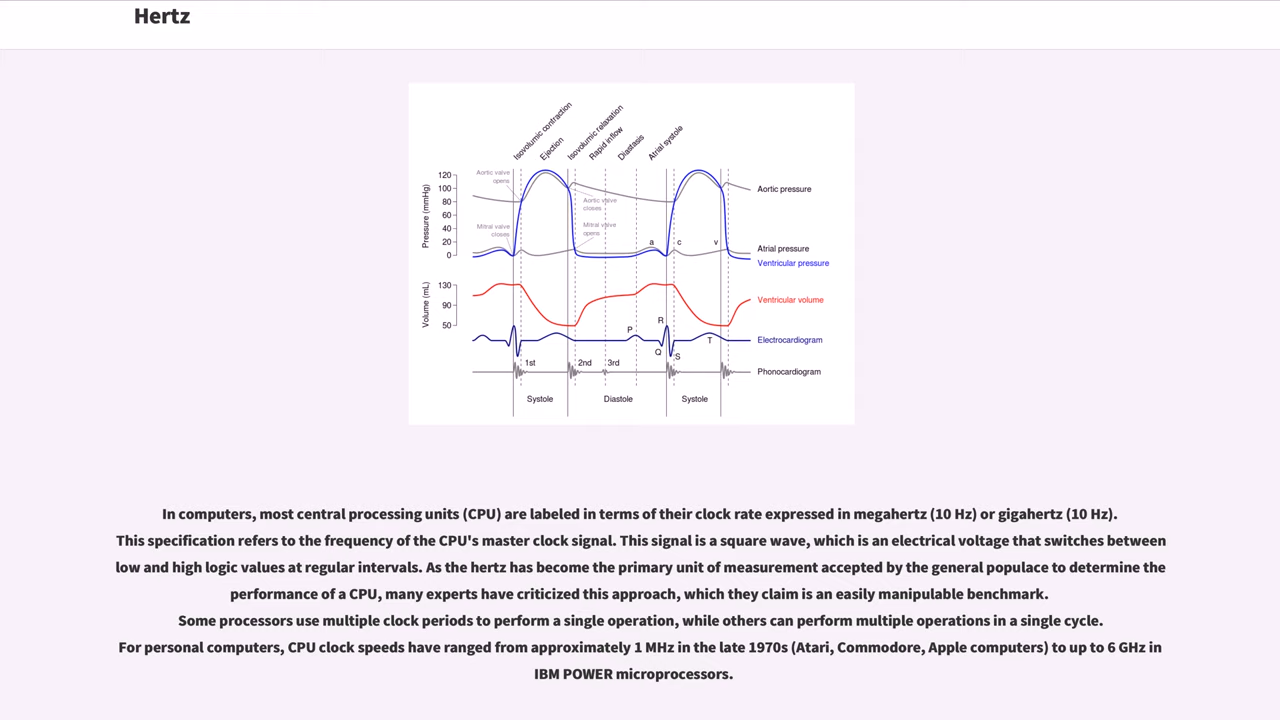 Hertz
Isovolumic contraction
Ejection
Isovolumic relaxation
Rapid inflow
Diastasis
Atrial systole
Aortic valve
opens
120
100
80
60
40
20
0
Pressure (mmHg)
Aortic valve
closes
Mitral valve
closes
Mitral valve
opens
a
c
v
Aortic pressure
Atrial pressure
Ventricular pressure
130
90
50
Volume (mL)
Ventricular volume
R
P
Q
S
T
Electrocardiogram
1st
2nd
3rd
Phonocardiogram
Systole
Diastole
Systole
In computers, most central processing units (CPU) are labeled in terms of their clock rate expressed in megahertz (10 Hz) or gigahertz (10 Hz).
This specification refers to the frequency of the CPU's master clock signal. This signal is a square wave, which is an electrical voltage that switches between
low and high logic values at regular intervals. As the hertz has become the primary unit of measurement accepted by the general populace to determine the
performance of a CPU, many experts have criticized this approach, which they claim is an easily manipulable benchmark.
Some processors use multiple clock periods to perform a single operation, while others can perform multiple operations in a single cycle.
For personal computers, CPU clock speeds have ranged from approximately 1 MHz in the late 1970s (Atari, Commodore, Apple computers) to up to 6 GHz in
IBM POWER microprocessors.